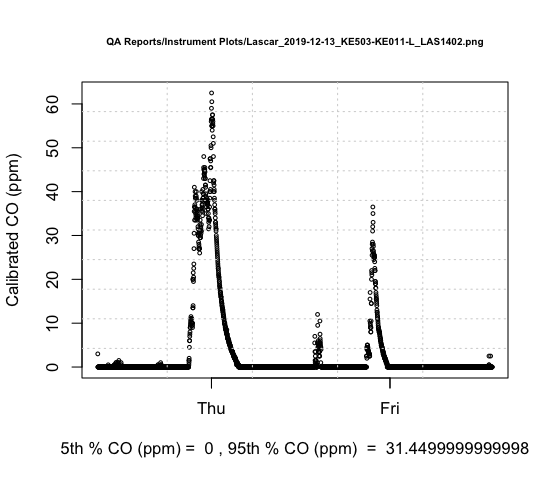 QA Reports/Instrument Plots/Lascar_2019-12-13_KE503-KE011-L_LAS1402.png
Calibrated CO (ppm)
60
50
40
30
20
10
0
Thu Fri
5th % CO (ppm) = 0 , 95th % CO (ppm) = 31.4499999999998